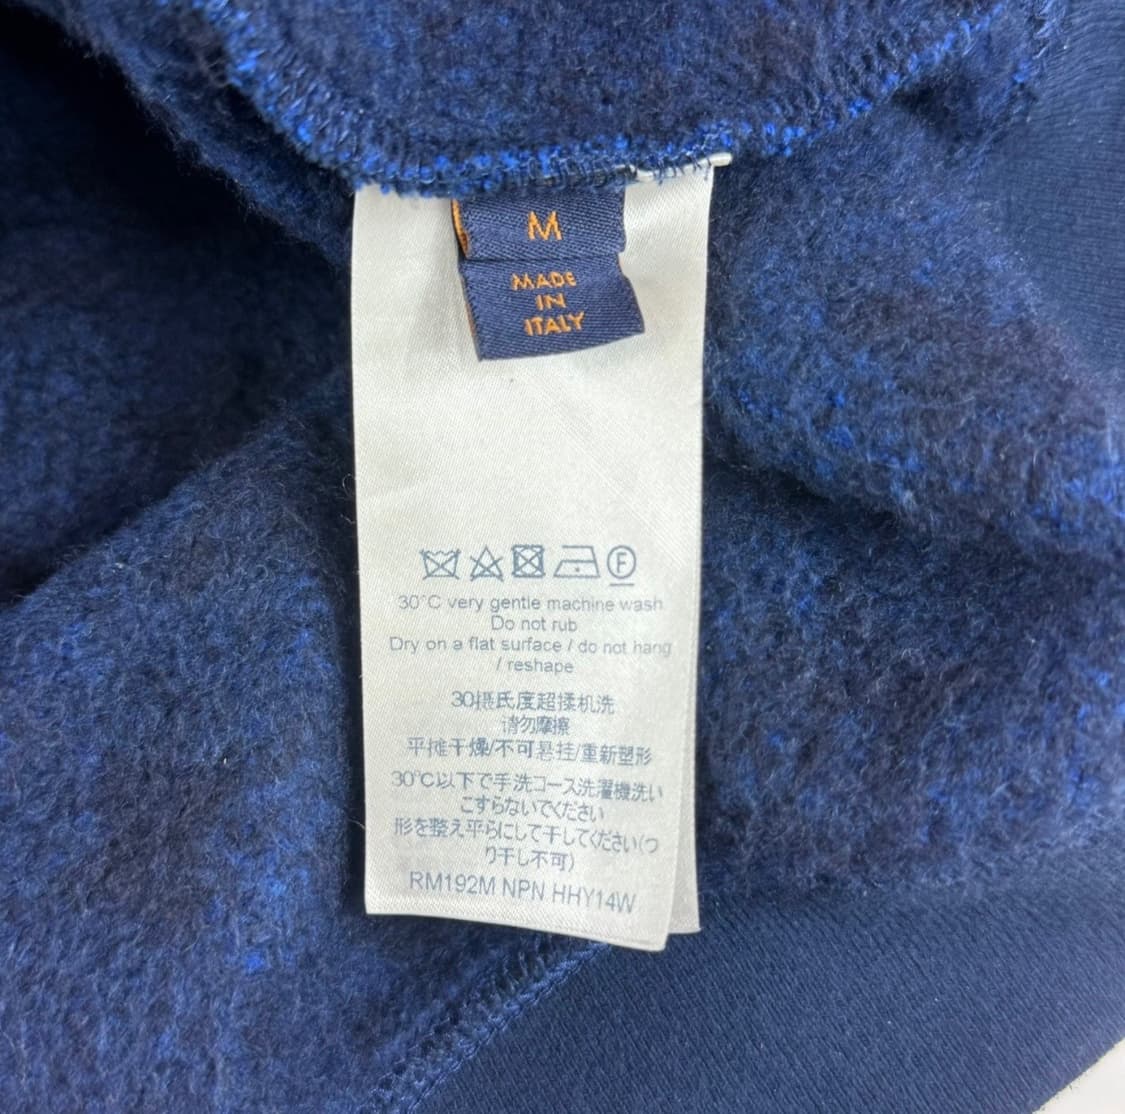 M
MADE
IN
ITALY
F
30°C very gentle machine wash
Do not rub
Dry on a flat surface / do not hang
/ reshape
30摄氏度超揉机洗
请勿摩擦
平摊干燥/不可悬挂/重新塑形
30℃以下で手洗コース洗濯機洗い
こすらないでください
形を整え平らにして干してください(つ
り干し不可)
RM192M NPN HHY14W